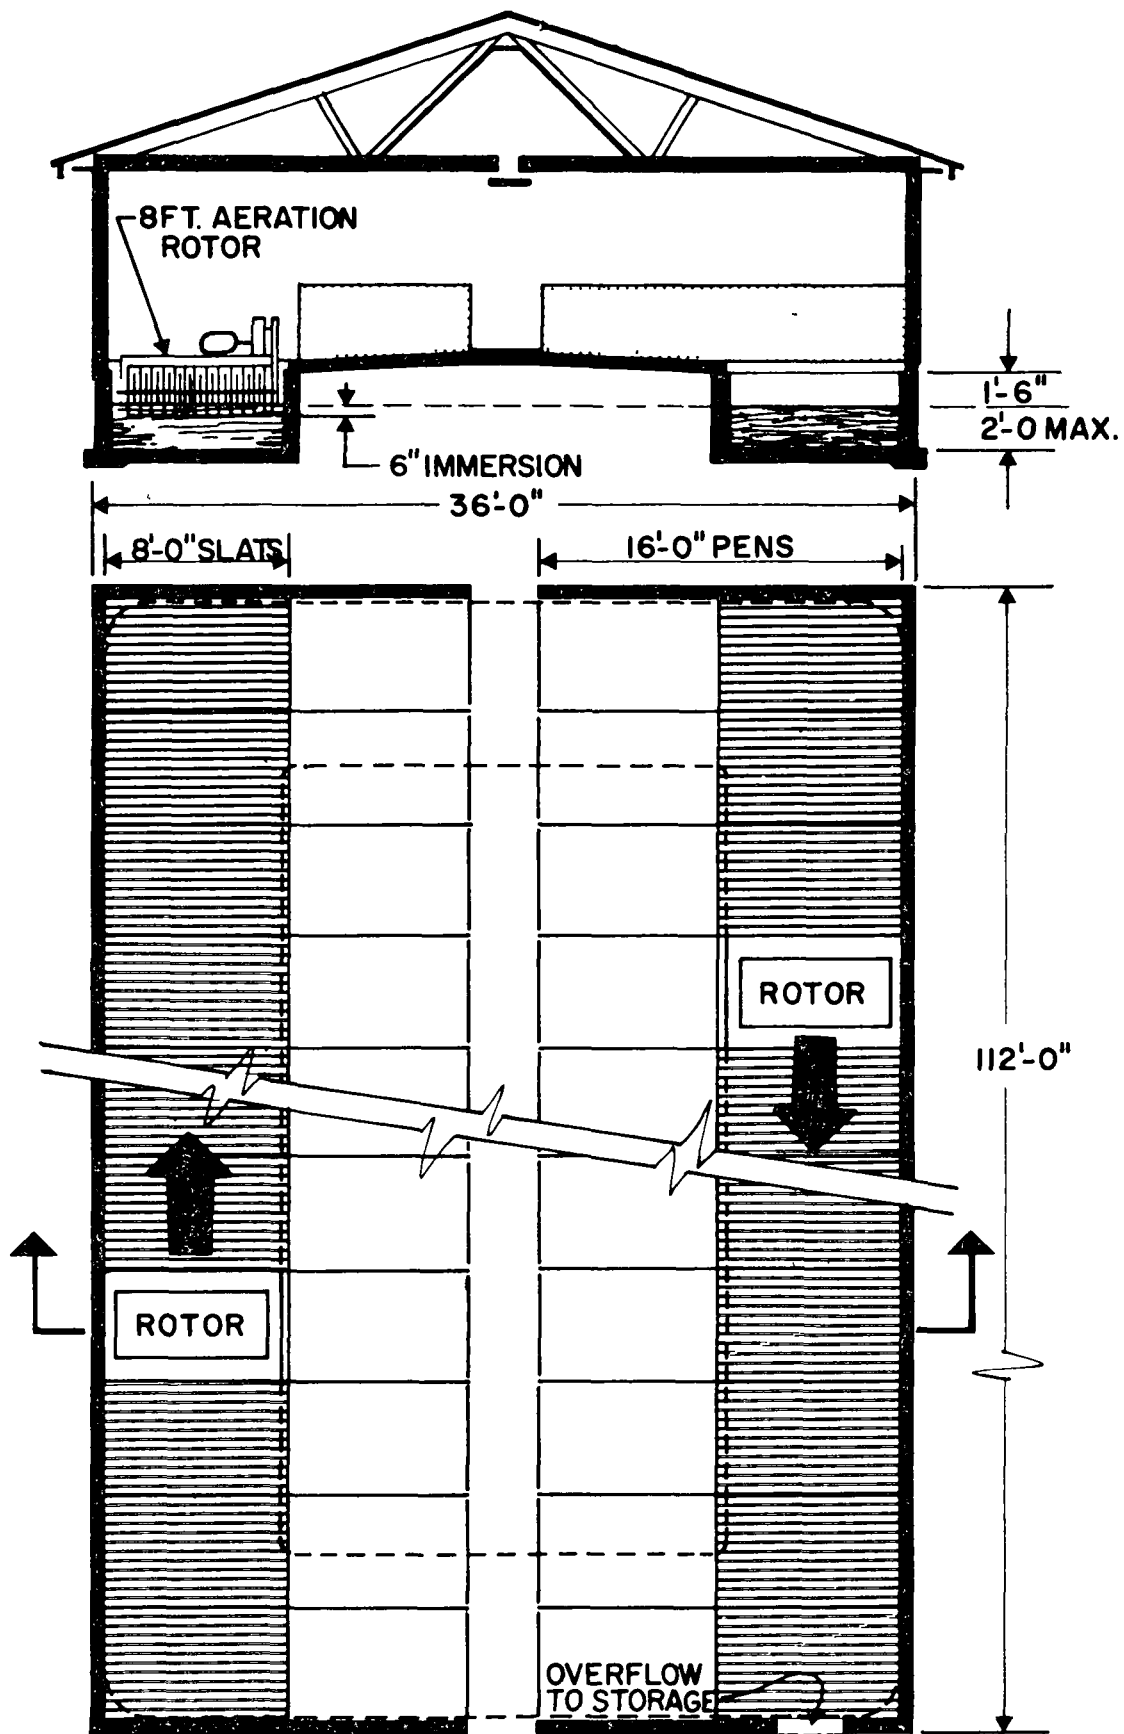 8FT. AERATION
ROTOR
1'-6"
2'-0 MAX.
6" IMMERSION
36'-0"
8'-0" SLATS
16'-0" PENS
ROTOR
112'-0"
ROTOR
OVERFLOW
TO STORAGE